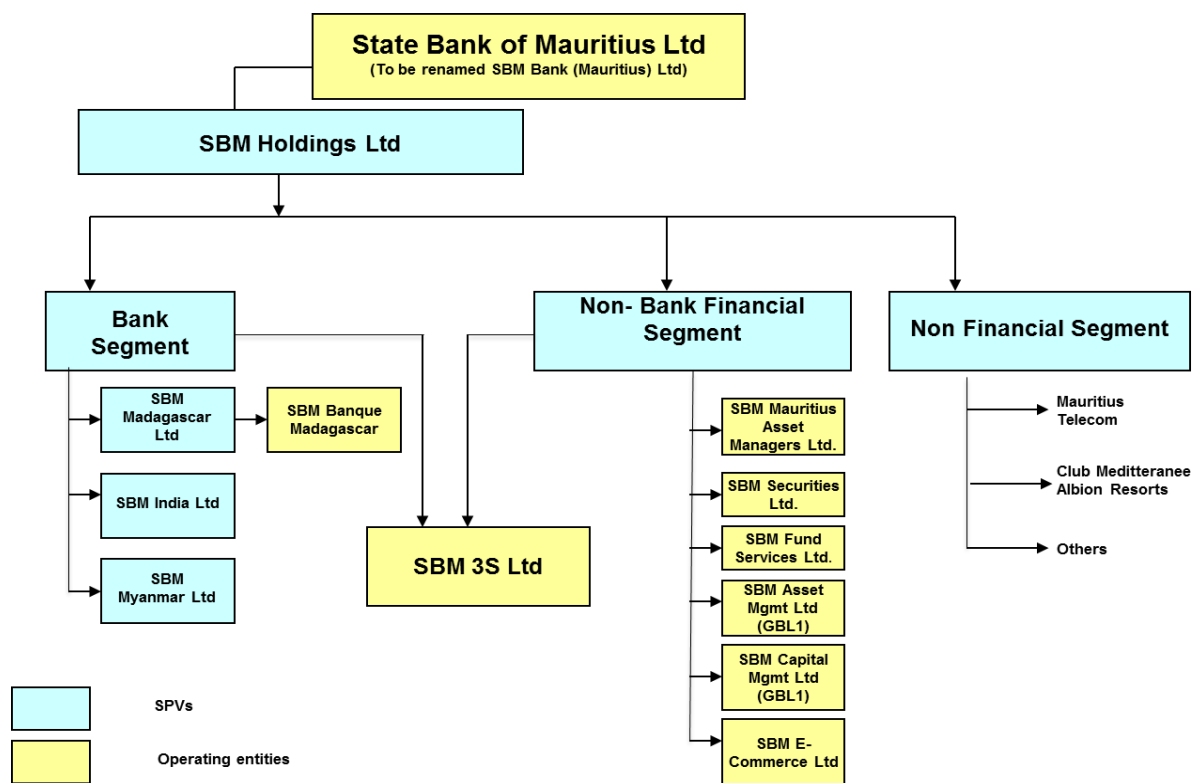 State Bank of Mauritius Ltd
(To be renamed SBM Bank (Mauritius) Ltd)
SBM Holdings Ltd
Bank
Segment
Non- Bank Financial
Segment
Non Financial Segment
SBM
Madagascar
Ltd
SBM Banque
Madagascar
SBM India Ltd
SBM
Myanmar Ltd
SBM 3S Ltd
SBM Mauritius
Asset
Managers Ltd.
SBM Securities
Ltd.
SBM Fund
Services Ltd.
SBM Asset
Mgmt Ltd
(GBL1)
SBM Capital
Mgmt Ltd
(GBL1)
SBM E-
Commerce Ltd
Mauritius
Telecom
Club Meditteranee
Albion Resorts
Others
SPVs
Operating entities